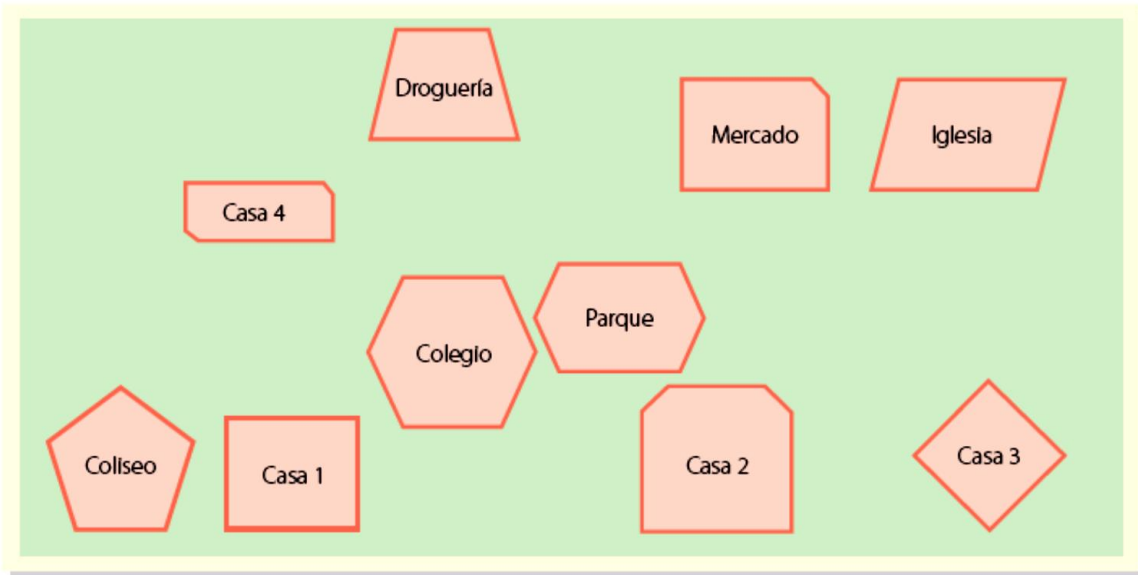 Droguería
Mercado
Iglesia
Casa 4
Parque
Colegio
Coliseo
Casa 1
Casa 2
Casa 3